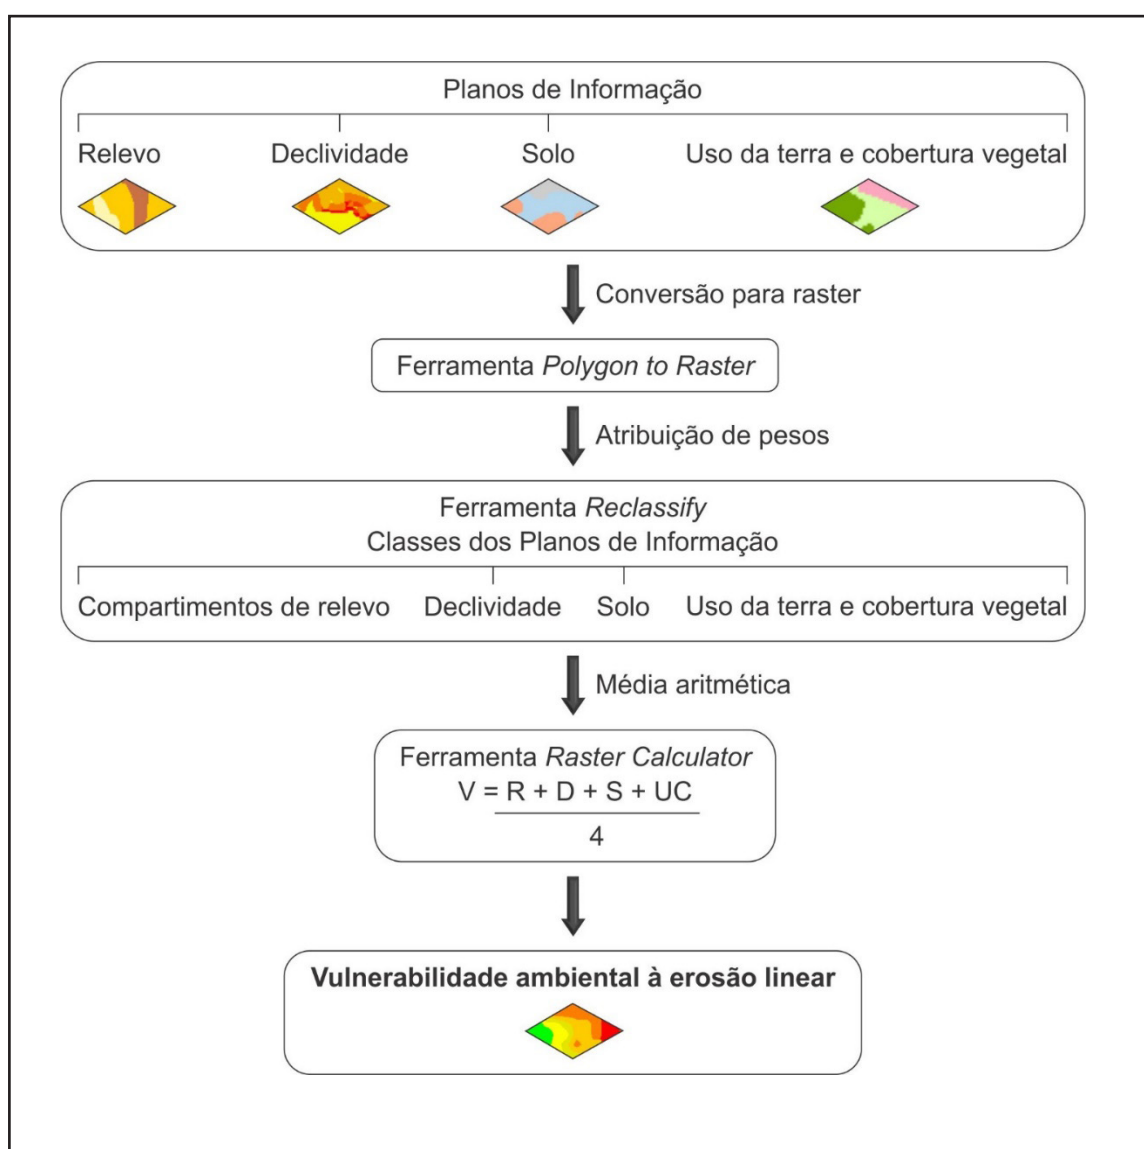 Planos de Informação
Relevo Declividade Solo Uso da terra e cobertura vegetal
Conversão para raster
Ferramenta Polygon to Raster
Atribuição de pesos
Ferramenta Reclassify
Classes dos Planos de Informação
Compartimentos de relevo Declividade Solo Uso da terra e cobertura vegetal
Média aritmética
Ferramenta Raster Calculator
V = R + D + S + UC
4
Vulnerabilidade ambiental à erosão linear